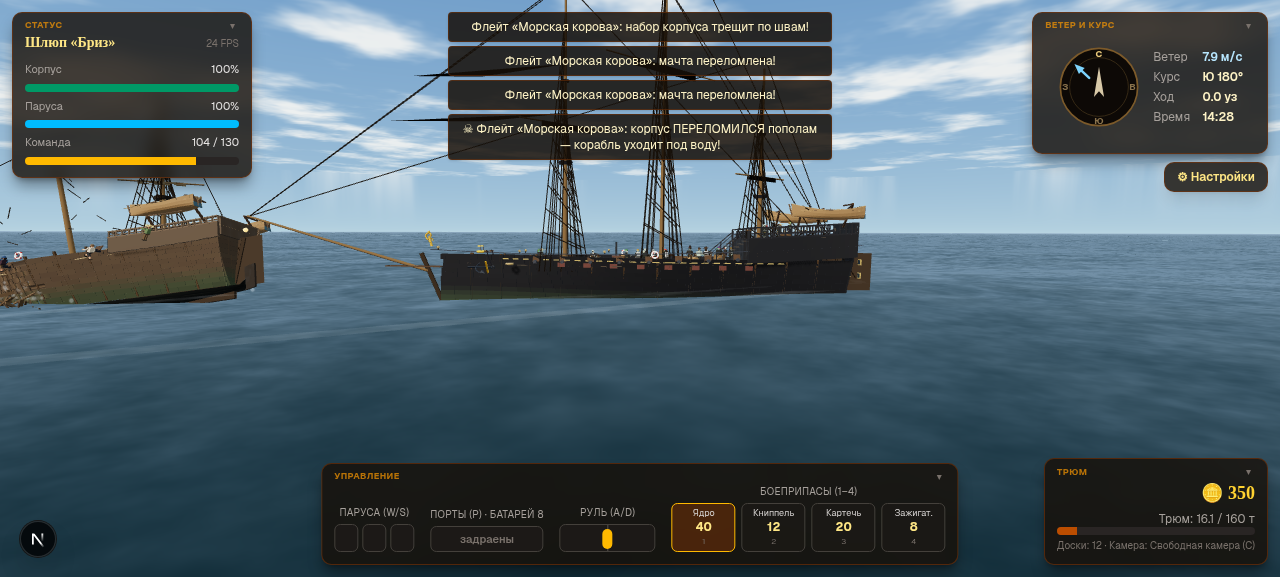 СТАТУС
▼
Шлюп «Бриз»
24 FPS
Корпус
100%
Паруса
100%
Команда
104 / 130
Флейт «Морская корова»: набор корпуса трещит по швам!
Флейт «Морская корова»: мачта переломлена!
Флейт «Морская корова»: мачта переломлена!
☠ Флейт «Морская корова»: корпус ПЕРЕЛОМИЛСЯ пополам
— корабль уходит под воду!
ВЕТЕР И КУРС
▼
С
З
В
Ю
Ветер 7.9 м/с
Курс Ю 180°
Ход 0.0 уз
Время 14:28
⚙ Настройки
УПРАВЛЕНИЕ
▼
ПАРУСА (W/S)
ПОРТЫ (P) · БАТАРЕЙ 8
задраены
РУЛЬ (A/D)
БОЕПРИПАСЫ (1–4)
Ядро
40
1
Книппель
12
2
Картечь
20
3
Зажигат.
8
4
ТРЮМ
▼
🪙 350
Трюм: 16.1 / 160 т
Доски: 12 · Камера: Свободная камера (C)
N